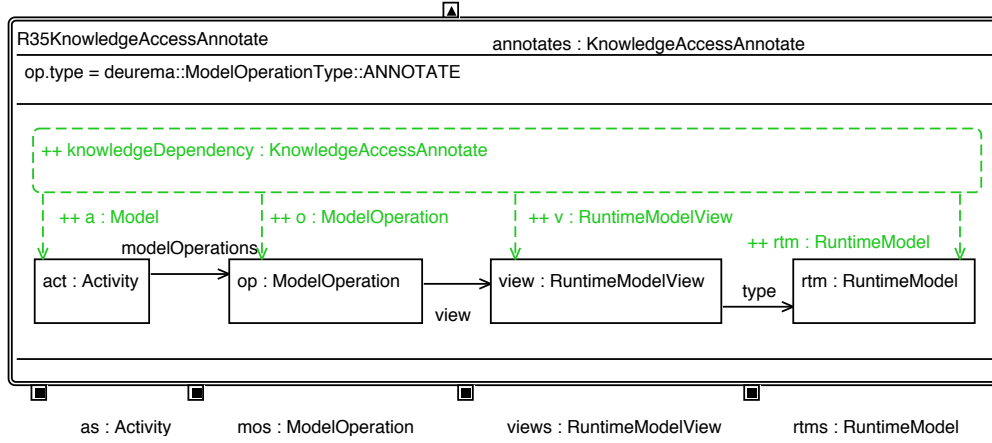 R35KnowledgeAccessAnnotate
annotates : KnowledgeAccessAnnotate
op.type = deurema::ModelOperationType::ANNOTATE
++ knowledgeDependency : KnowledgeAccessAnnotate
++ a : Model
++ o : ModelOperation
++ v : RuntimeModelView
++ rtm : RuntimeModel
modelOperations
act : Activity
op : ModelOperation
view : RuntimeModelView
rtm : RuntimeModel
view
type
as : Activity
mos : ModelOperation
views : RuntimeModelView
rtms : RuntimeModel